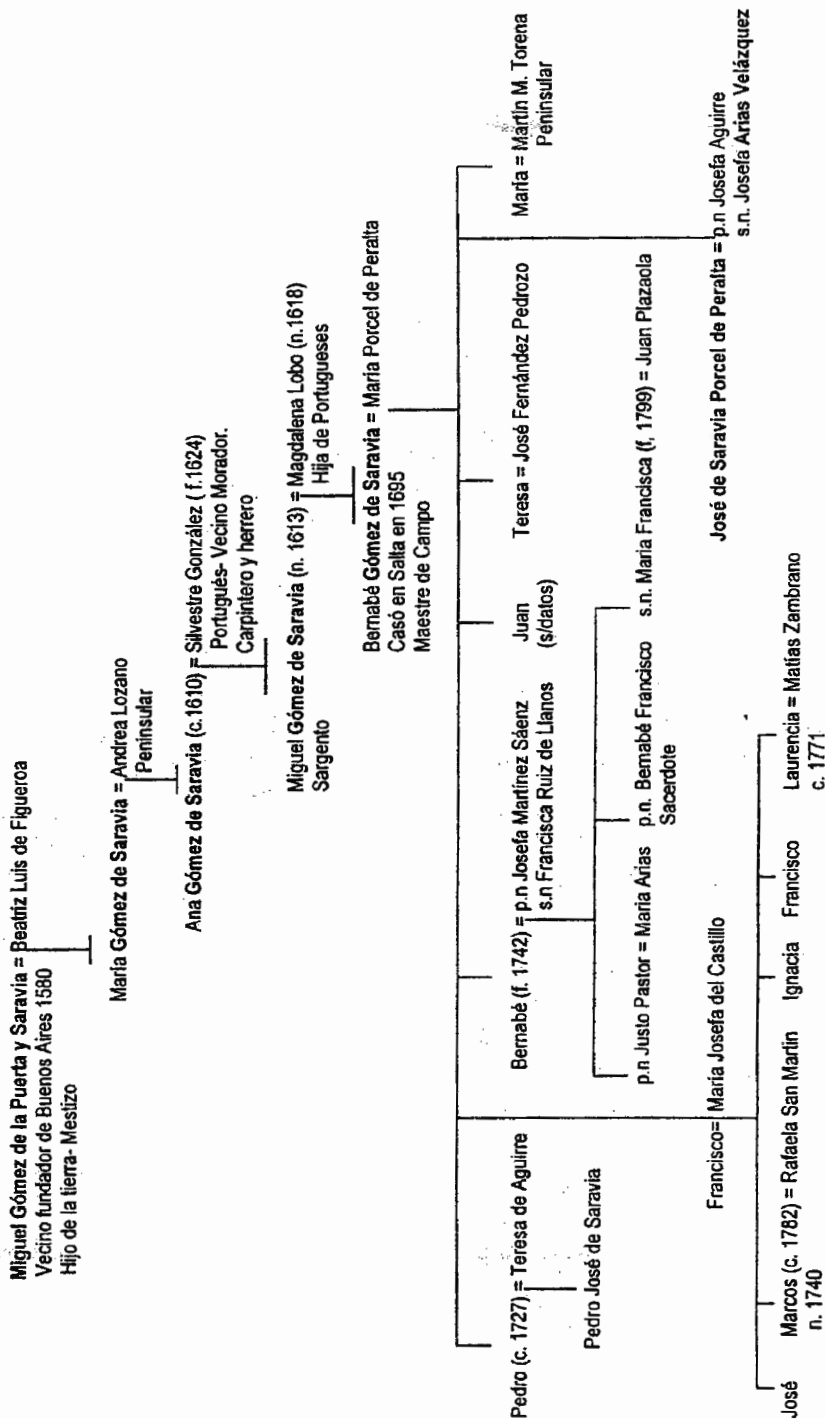 Miguel Gómez de la Puerta y Saravia = Beatriz Luis de Figueroa
Vecino fundador de Buenos Aires 1580
Hijo de la tierra- Mestizo
María Gómez de Saravia = Andrea Lozano
Peninsular
Ana Gómez de Saravia (c.1610) = Silvestre González ( f.1624)
Portugués- Vecino Morador.
Carpintero y herrero
Miguel Gómez de Saravia (n. 1613) = Magdalena Lobo (n.1618)
Sargento
Hija de Portugueses
Bernabé Gómez de Saravia = María Porcel de Peralta
Casó en Salta en 1695
Maestre de Campo
Pedro (c. 1727) = Teresa de Aguirre
Bernabé (f. 1742) = p.n Josefa Martínez Sáenz
s.n Francisca Ruiz de Llanos
Juan
(s/datos)
Teresa = José Fernández Pedrozo
María = Martín M. Torena
Peninsular
Pedro José de Saravia
p.n Justo Pastor = María Arias
p.n. Bernabé Francisco
Sacerdote
s.n. María Francisca (f, 1799) = Juan Plazaola
Francisco= María Josefa del Castillo
José de Saravia Porcel de Peralta = p.n Josefa Aguirre
s.n. Josefa Arias Velázquez
José
Marcos (c. 1782) = Rafaela San Martín
n. 1740
Ignacia
Francisco
Laurencia = Matías Zambrano
c. 1771